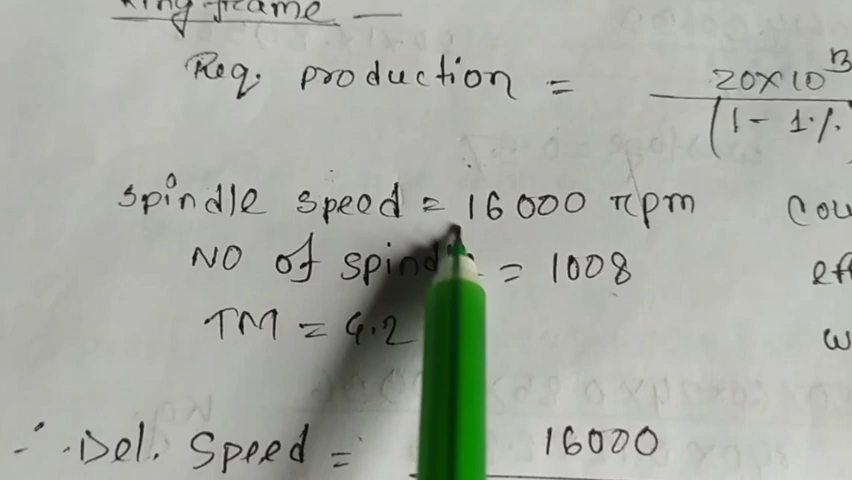 Ring frame —
Req. production = 20×10³
(1 - 1%)
Spindle speed = 16000 rpm
NO of spindle = 1008
TM = 4.2
∴ Del. Speed = 16000